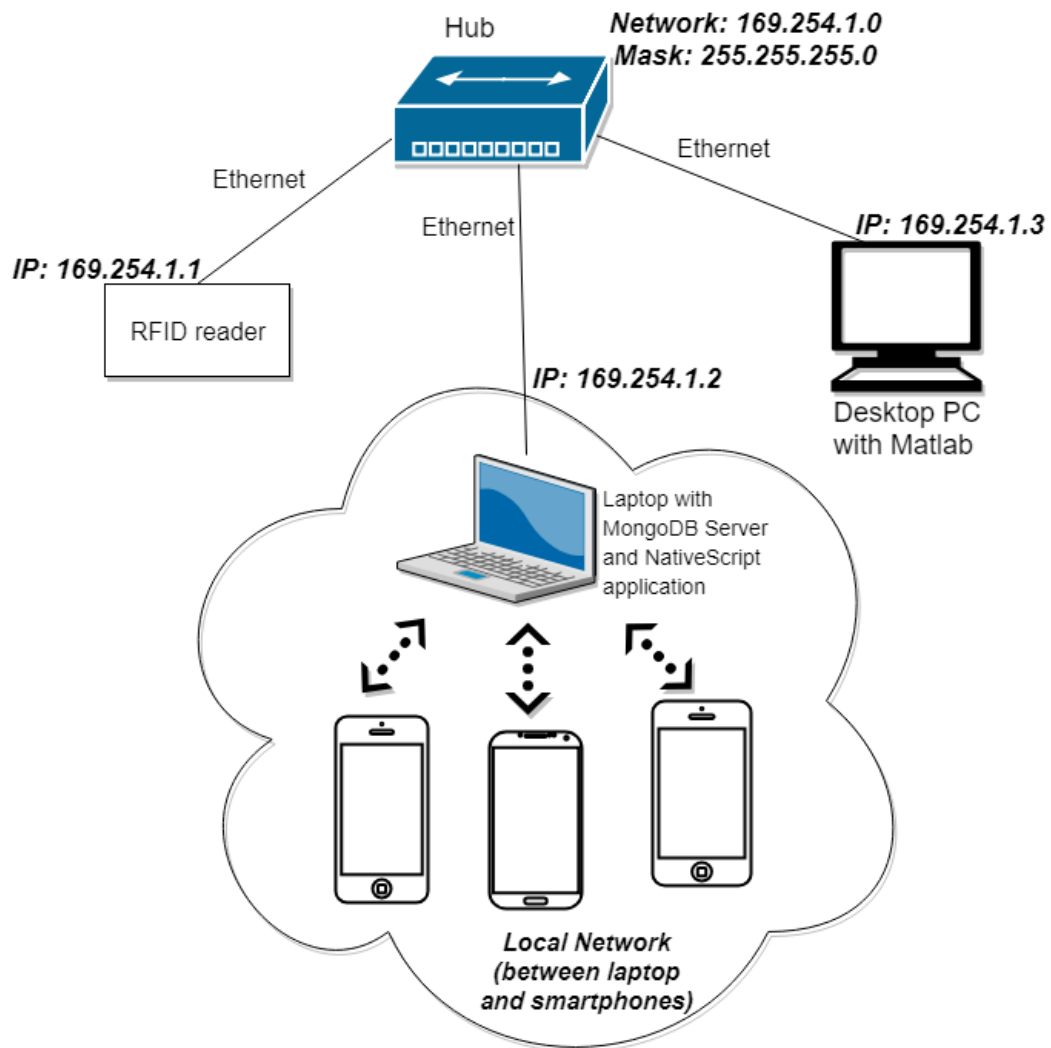 Hub
Network: 169.254.1.0
Mask: 255.255.255.0
Ethernet
Ethernet
Ethernet
IP: 169.254.1.3
IP: 169.254.1.1
RFID reader
IP: 169.254.1.2
Desktop PC
with Matlab
Laptop with
MongoDB Server
and NativeScript
application
Local Network
(between laptop
and smartphones)